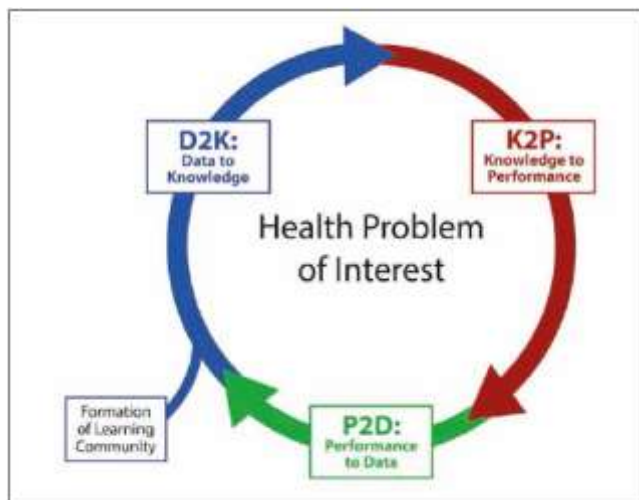 D2K:
Data to
Knowledge
K2P:
Knowledge to
Performance
Health Problem
of Interest
Formation
of Learning
Community
P2D:
Performance
to Data